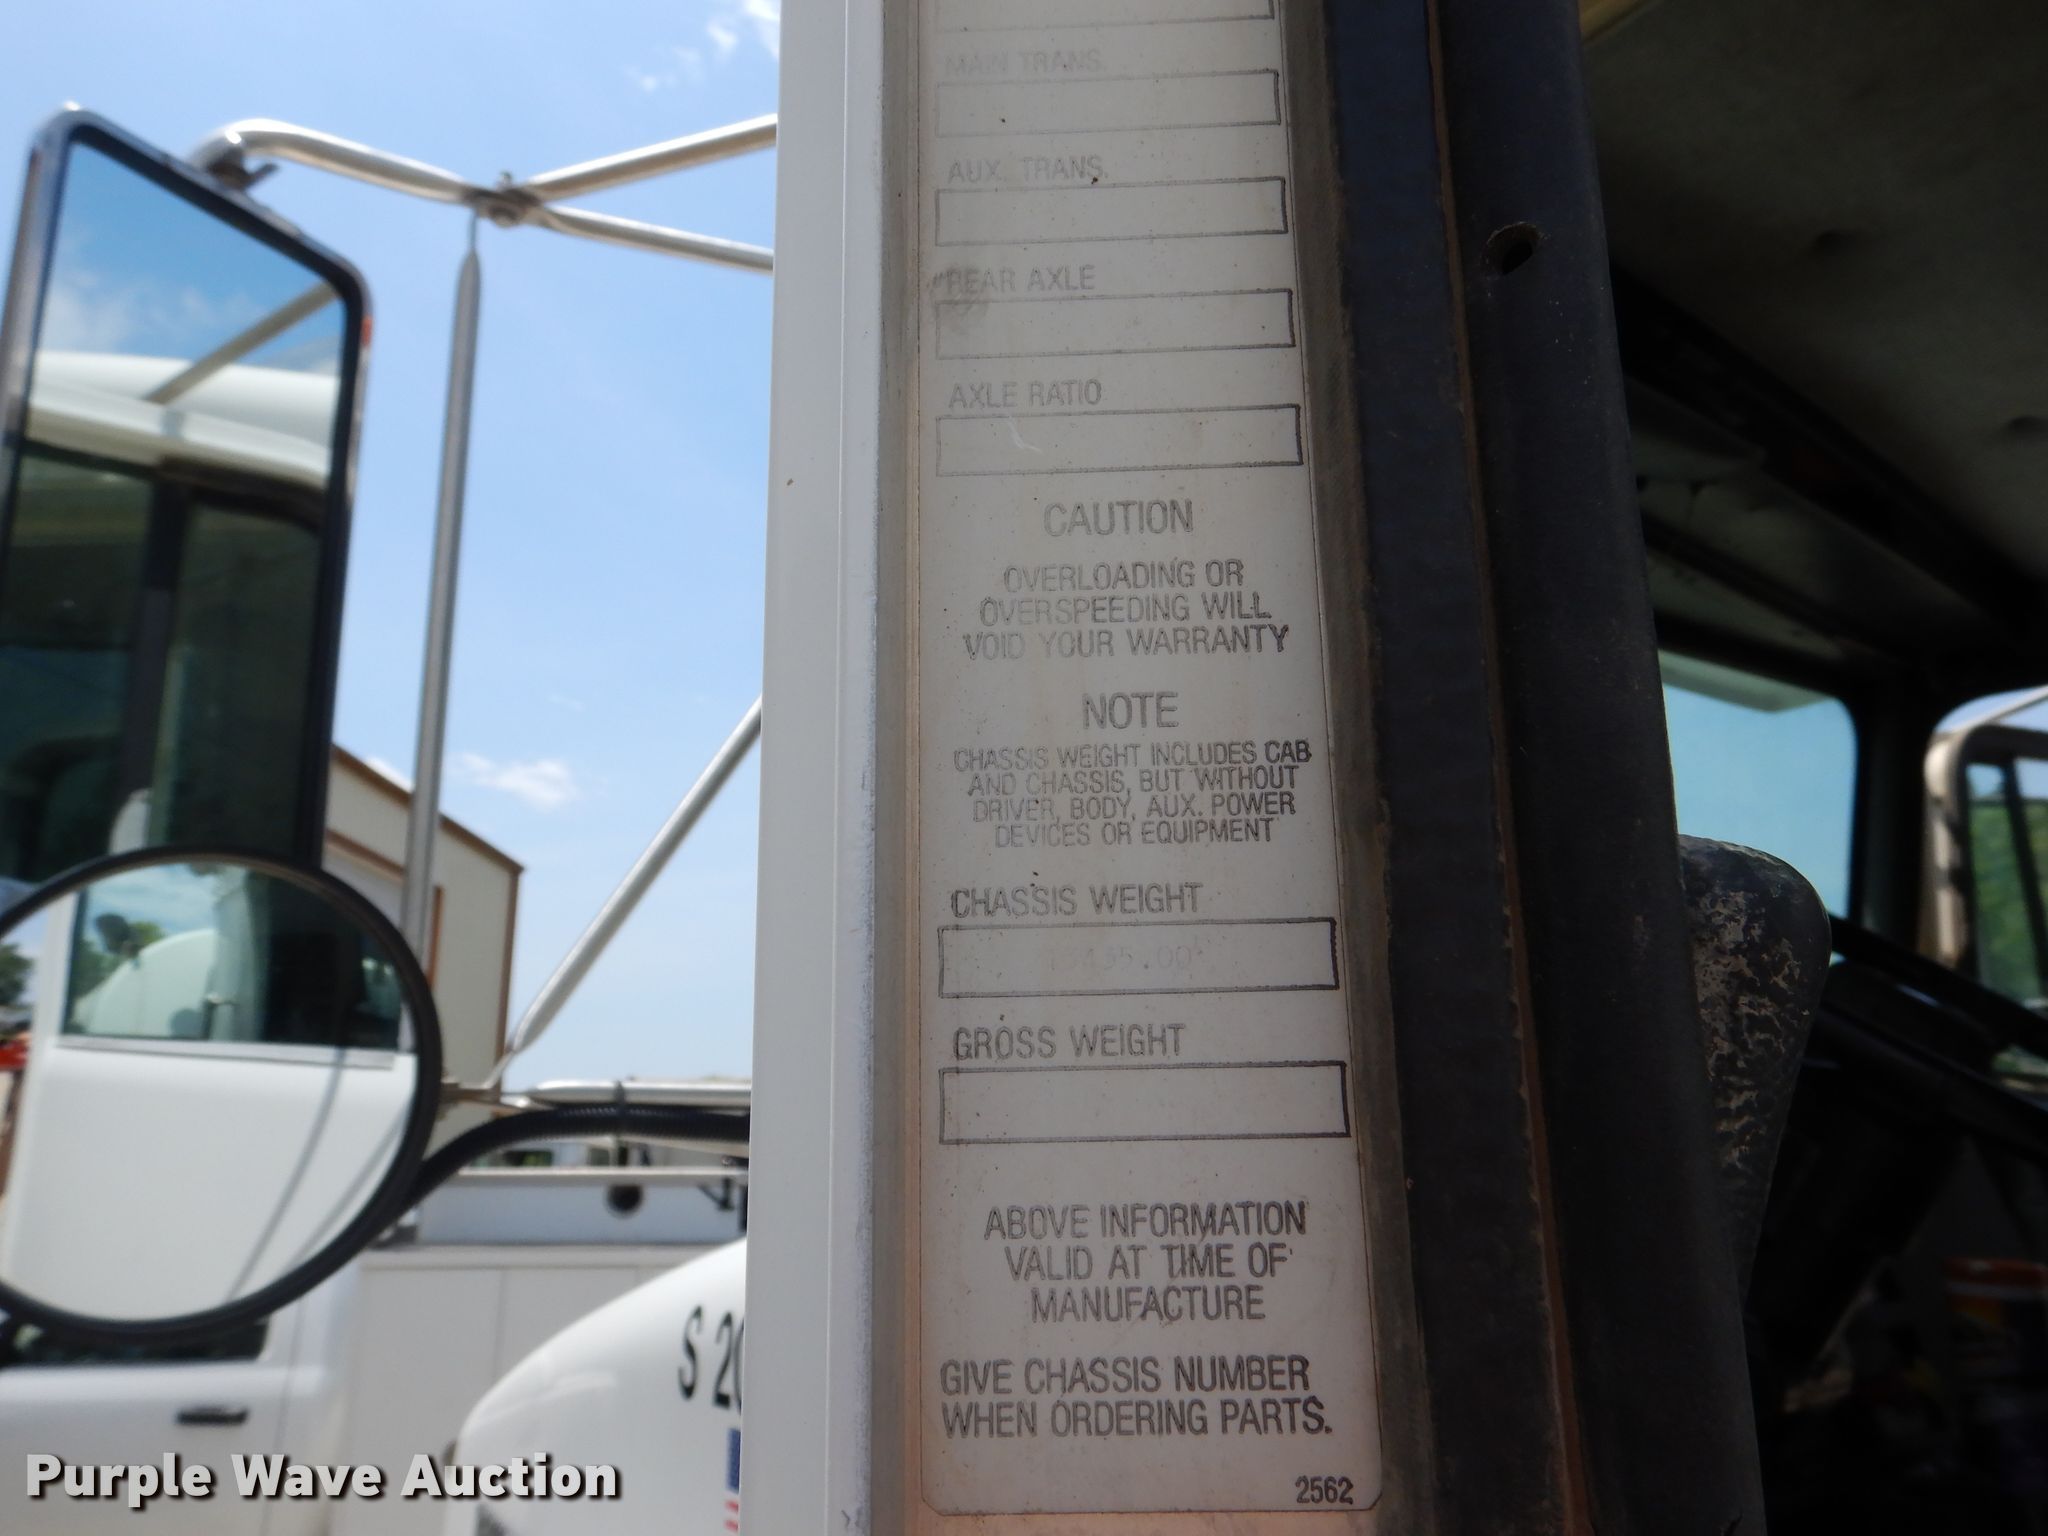 MAIN TRANS.
AUX. TRANS.
REAR AXLE
AXLE RATIO
CAUTION
OVERLOADING OR
OVERSPEEDING WILL
VOID YOUR WARRANTY
NOTE
CHASSIS WEIGHT INCLUDES CAB
AND CHASSIS, BUT WITHOUT
DRIVER, BODY, AUX. POWER
DEVICES OR EQUIPMENT
CHASSIS WEIGHT
GROSS WEIGHT
ABOVE INFORMATION
VALID AT TIME OF
MANUFACTURE
GIVE CHASSIS NUMBER
WHEN ORDERING PARTS.
2562
S 20
Purple Wave Auction